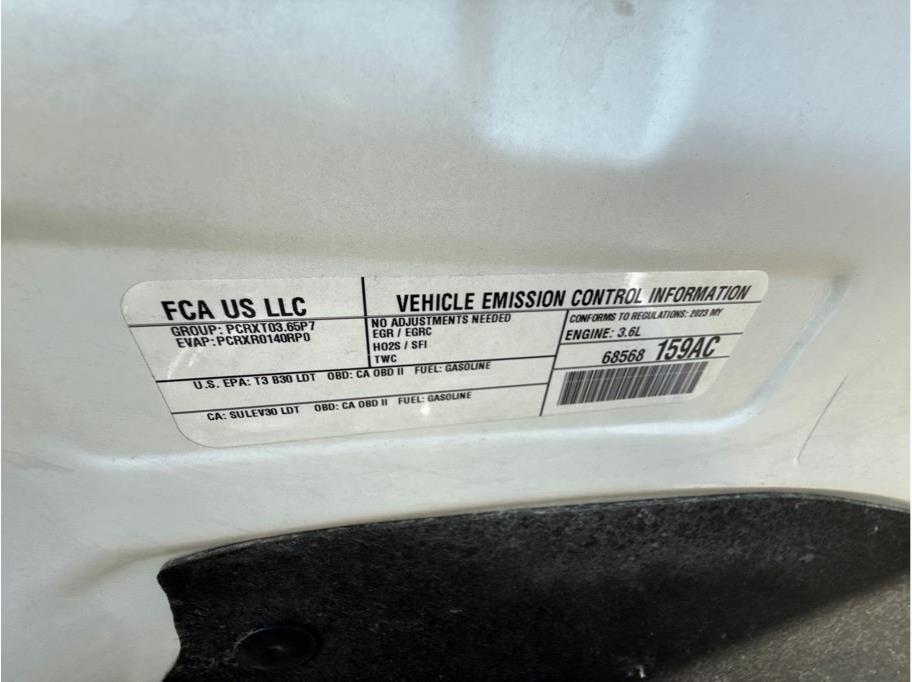 FCA US LLC
VEHICLE EMISSION CONTROL INFORMATION
GROUP: PCRXT03.65P7
EVAP: PCRXR0140RP0
NO ADJUSTMENTS NEEDED
EGR / EGRC
HO2S / SFI
TWC
CONFORMS TO REGULATIONS: 2023 MY
ENGINE: 3.6L
68568 159AC
U.S. EPA: T3 B30 LDT OBD: CA OBD II FUEL: GASOLINE
CA: SULEV30 LDT OBD: CA OBD II FUEL: GASOLINE